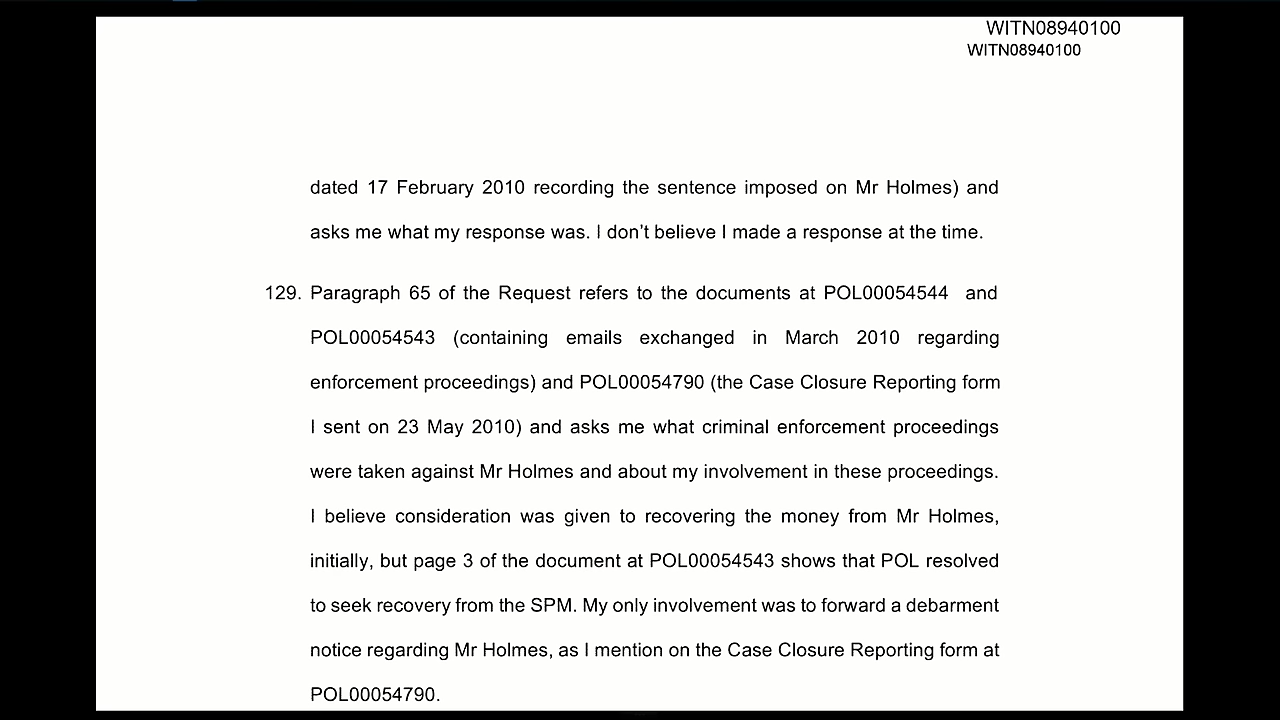 WITN08940100
WITN08940100
dated 17 February 2010 recording the sentence imposed on Mr Holmes) and
asks me what my response was. I don’t believe I made a response at the time.
129. Paragraph 65 of the Request refers to the documents at POL00054544 and
POL00054543 (containing emails exchanged in March 2010 regarding
enforcement proceedings) and POL00054790 (the Case Closure Reporting form
I sent on 23 May 2010) and asks me what criminal enforcement proceedings
were taken against Mr Holmes and about my involvement in these proceedings.
I believe consideration was given to recovering the money from Mr Holmes,
initially, but page 3 of the document at POL00054543 shows that POL resolved
to seek recovery from the SPM. My only involvement was to forward a debarment
notice regarding Mr Holmes, as I mention on the Case Closure Reporting form at
POL00054790.